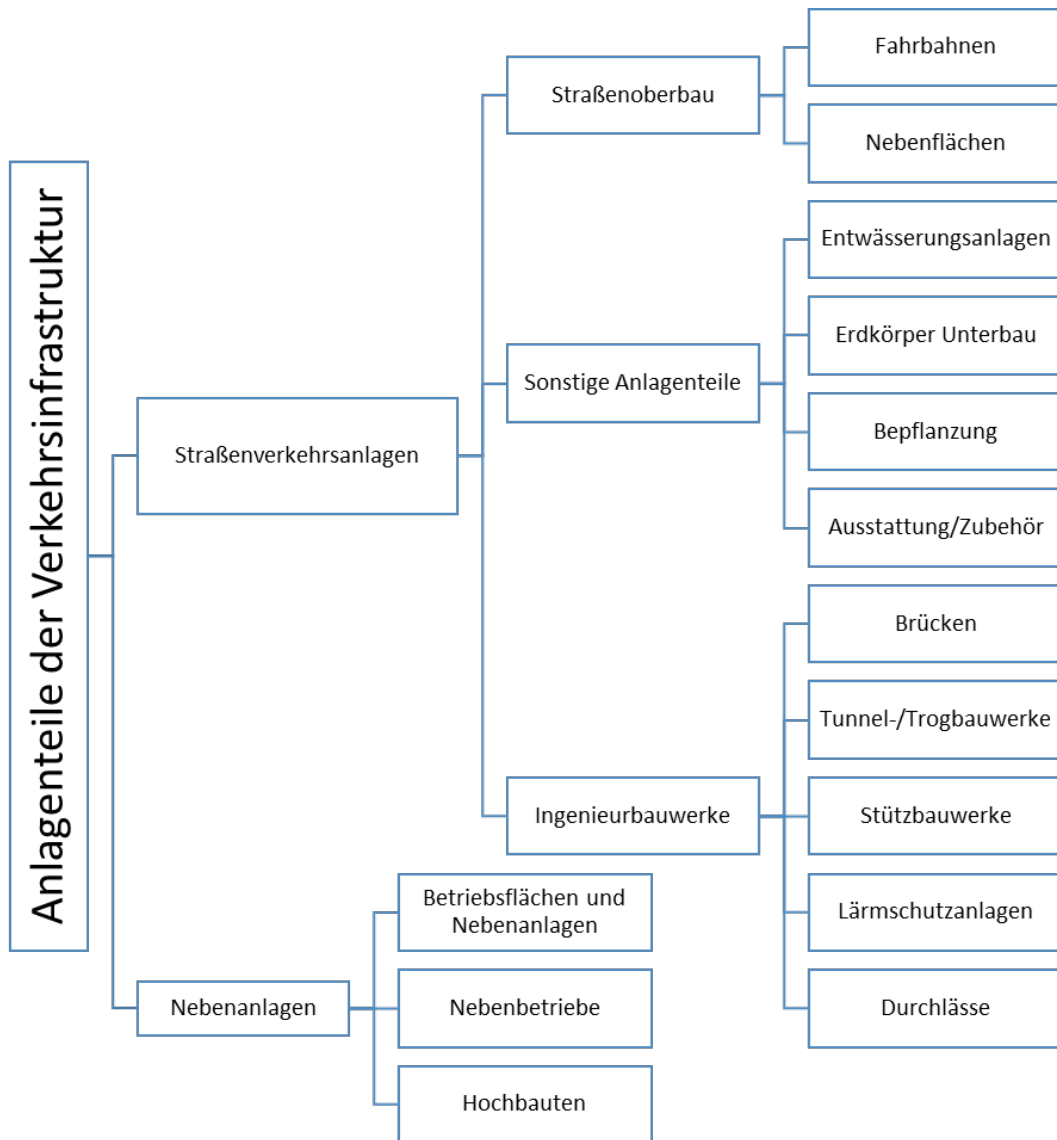 Anlagenteile der Verkehrsinfrastruktur
Straßenverkehrsanlagen
Straßenoberbau
Fahrbahnen
Nebenflächen
Sonstige Anlagenteile
Entwässerungsanlagen
Erdkörper Unterbau
Bepflanzung
Ausstattung/Zubehör
Ingenieurbauwerke
Brücken
Tunnel-/Trogbauwerke
Stützbauwerke
Lärmschutzanlagen
Durchlässe
Nebenanlagen
Betriebsflächen und
Nebenanlagen
Nebenbetriebe
Hochbauten